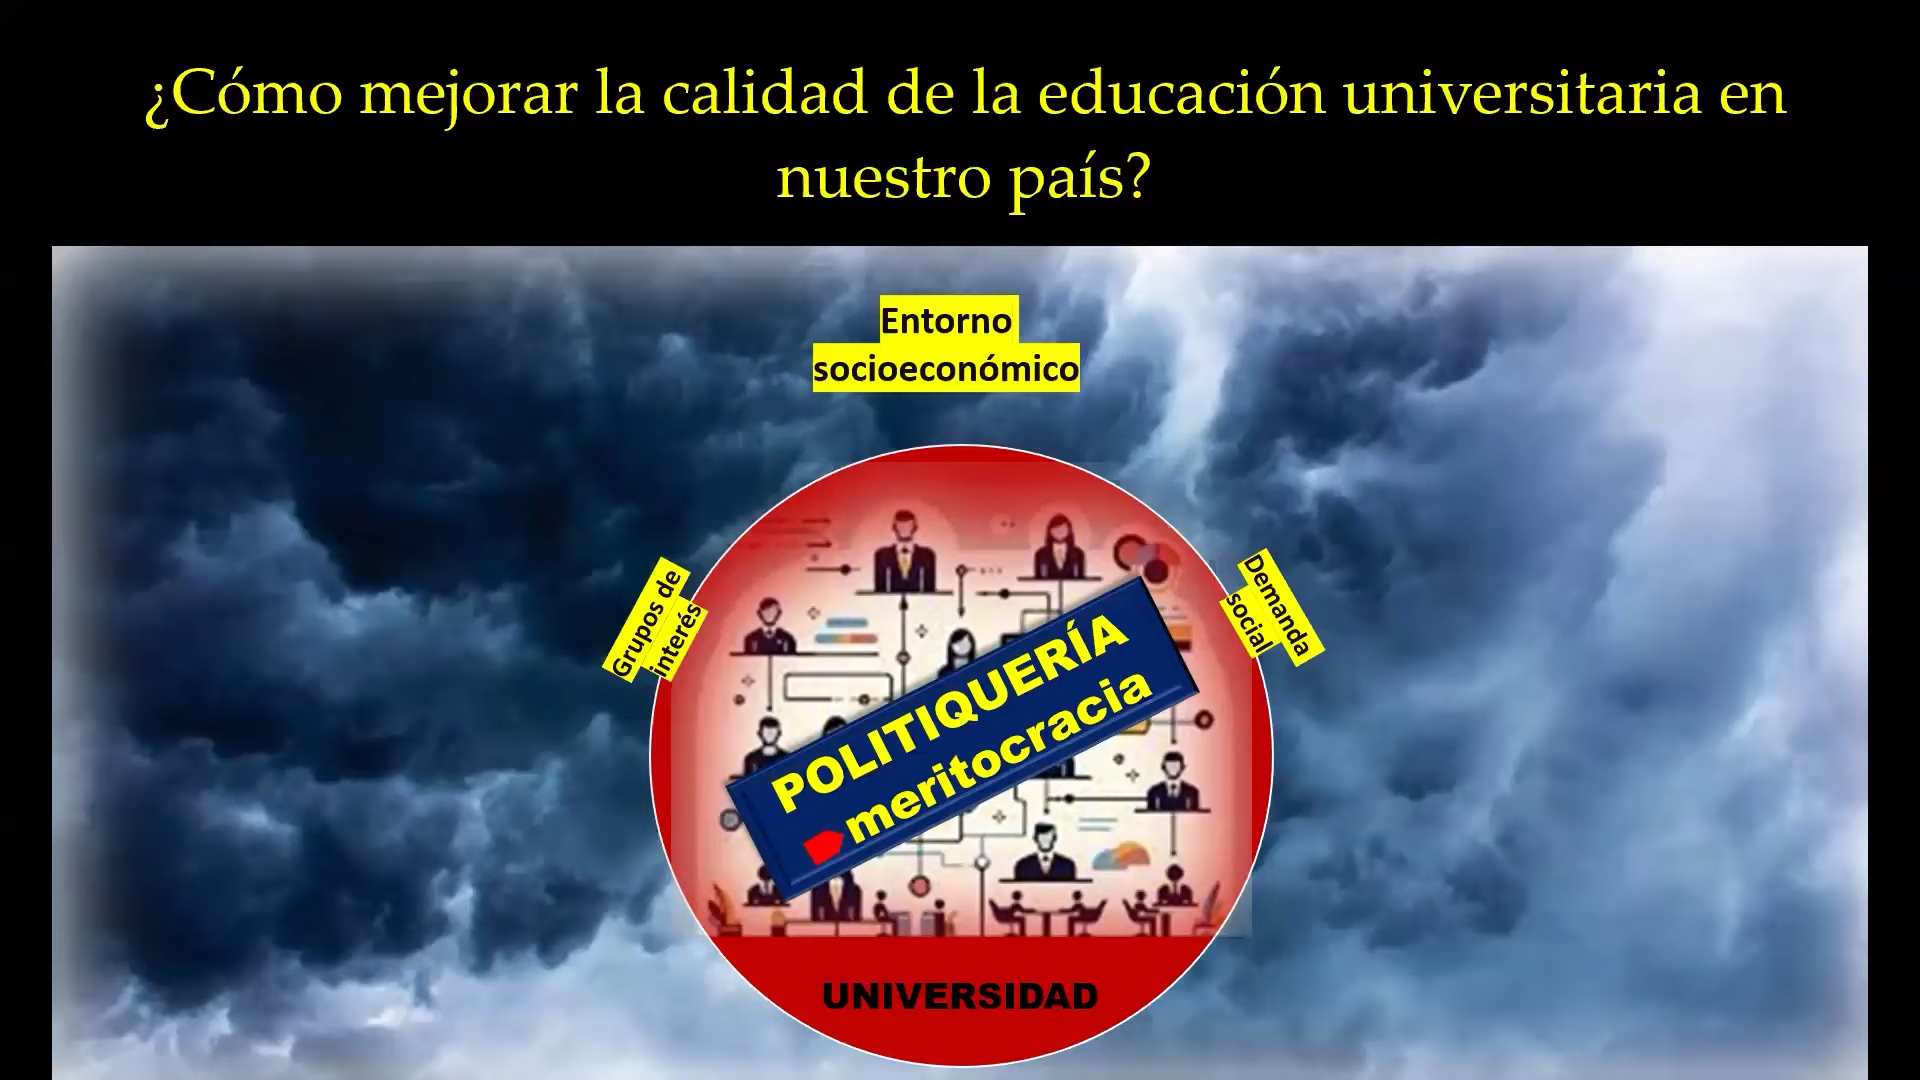 ¿Cómo mejorar la calidad de la educación universitaria en
nuestro país?
Entorno
socioeconómico
Grupos de
interés
Demanda
social
POLITIQUERÍA
meritocracia
UNIVERSIDAD